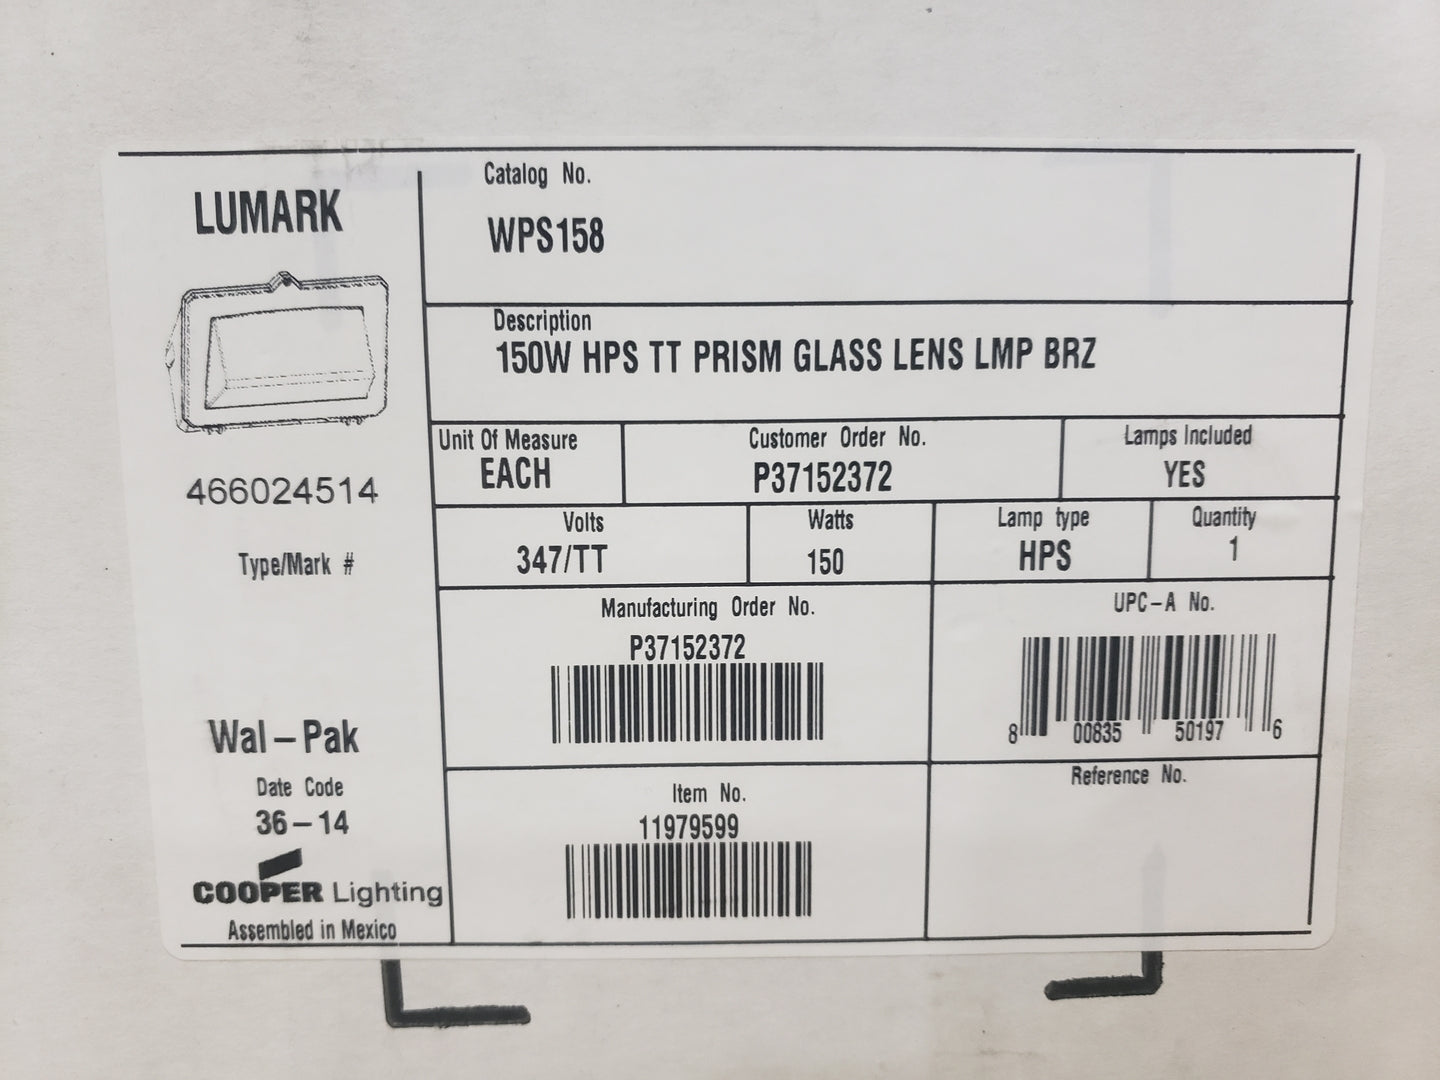 LUMARK
466024514
Type/Mark #
Wal-Pak
Date Code
36-14
COOPER Lighting
Assembled in Mexico
Catalog No.
WPS158
Description
150W HPS TT PRISM GLASS LENS LMP BRZ
Unit Of Measure
EACH
Customer Order No.
P37152372
Lamps Included
YES
Volts
347/TT
Watts
150
Lamp type
HPS
Quantity
1
Manufacturing Order No.
P37152372
UPC-A No.
8 00835 50197 6
Item No.
11979599
Reference No.